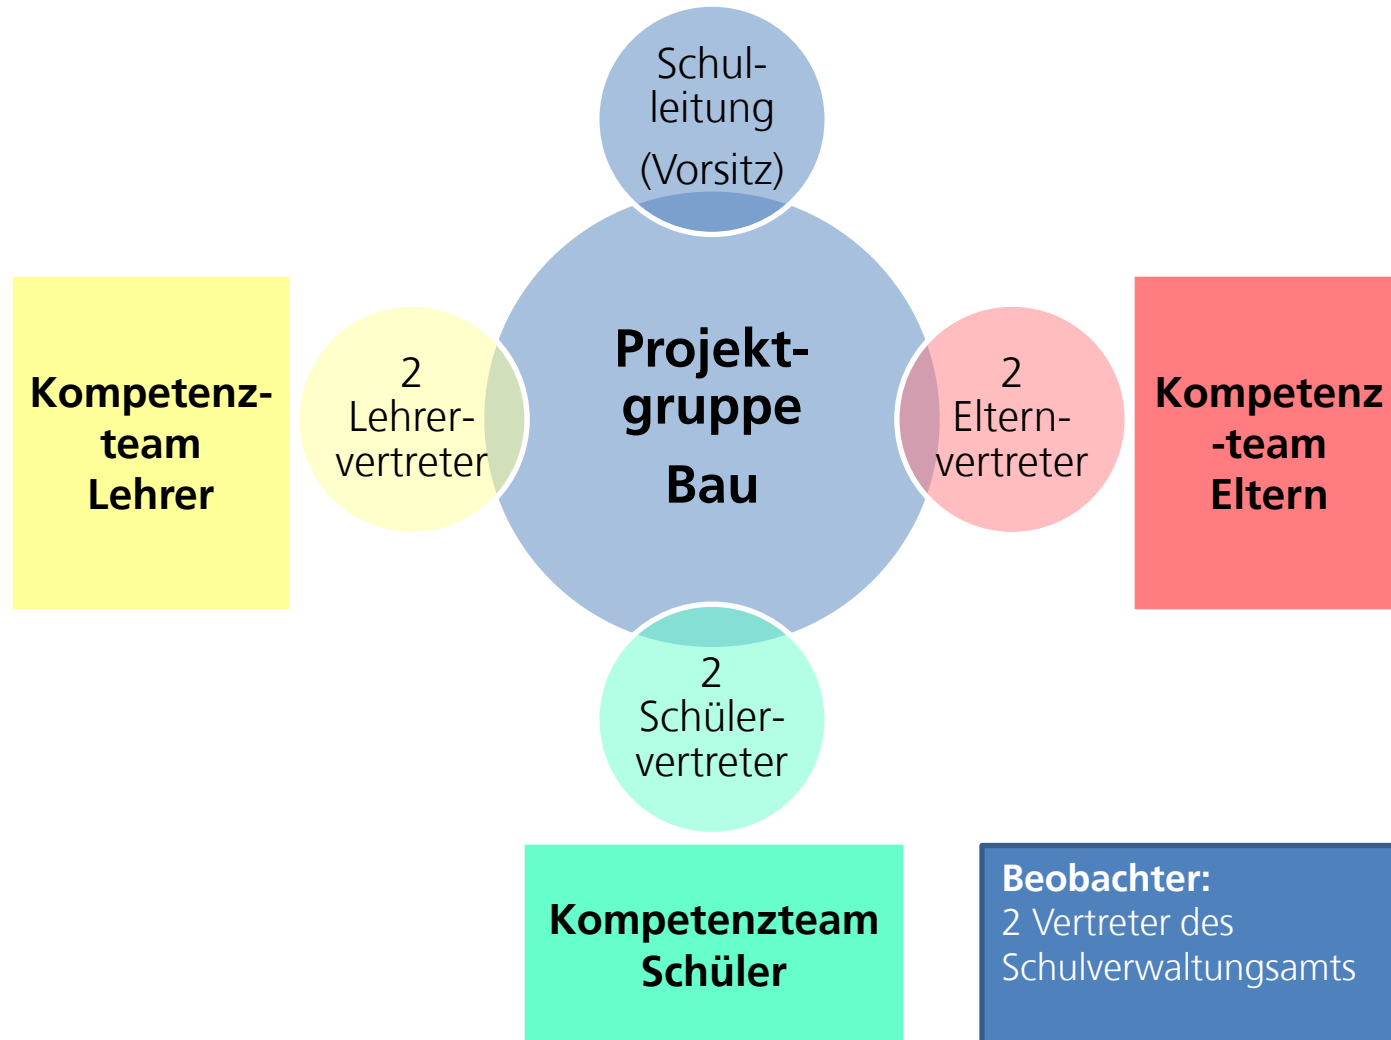 Schul-
leitung
(Vorsitz)
Projekt-
gruppe
Bau
Kompetenz-
team
Lehrer
2
Lehrer-
vertreter
2
Eltern-
vertreter
Kompetenz
-team
Eltern
2
Schüler-
vertreter
Kompetenzteam
Schüler
Beobachter:
2 Vertreter des
Schulverwaltungsamts